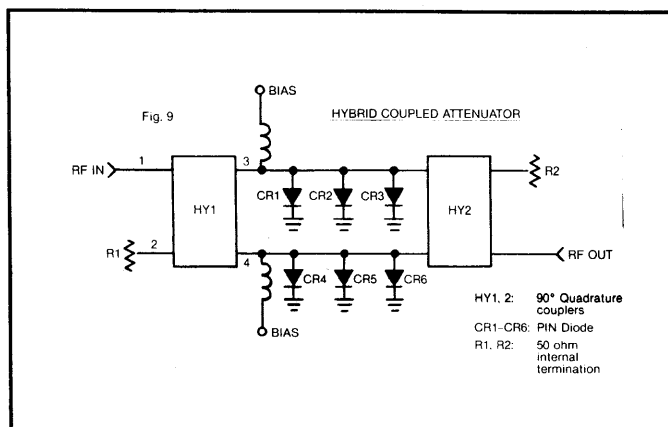 BIAS
Fig. 9
HYBRID COUPLED ATTENUATOR
RF IN
1
3
R2
CR1
CR2
CR3
HY1
HY2
2
R1
4
RF OUT
CR4
CR5
CR6
BIAS
HY1, 2: 90° Quadrature
couplers
CR1-CR6: PIN Diode
R1, R2: 50 ohm
internal
termination